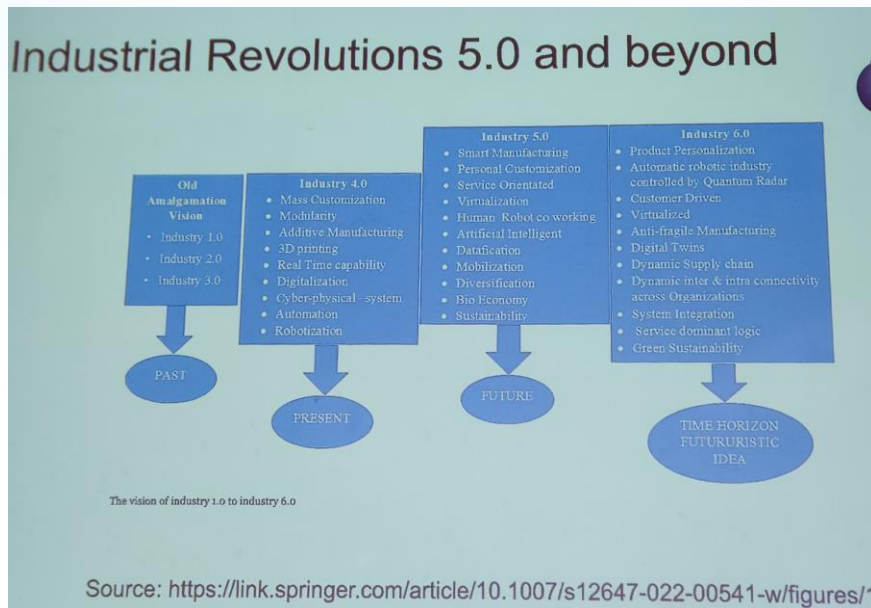 Industrial Revolutions 5.0 and beyond
Old
Amalgamation
Vision
• Industry 1.0
• Industry 2.0
• Industry 3.0
PAST
Industry 4.0
• Mass Customization
• Modularity
• Additive Manufacturing
• 3D printing
• Real Time capability
• Digitalization
• Cyber-physical -system
• Automation
• Robotization
PRESENT
Industry 5.0
• Smart Manufacturing
• Personal Customization
• Service Orientated
• Virtualization
• Human Robot co working
• Artificial Intelligent
• Datafication
• Mobilization
• Diversification
• Bio Economy
• Sustainability
FUTURE
Industry 6.0
• Product Personalization
• Automatic robotic industry
controlled by Quantum Radar
• Customer Driven
• Virtualized
• Anti-fragile Manufacturing
• Digital Twins
• Dynamic Supply chain
• Dynamic inter & intra connectivity
across Organizations
• System Integration
• Service dominant logic
• Green Sustainability
TIME HORIZON
FUTURURISTIC
IDEA
The vision of industry 1.0 to industry 6.0
Source: https://link.springer.com/article/10.1007/s12647-022-00541-w/figures/1